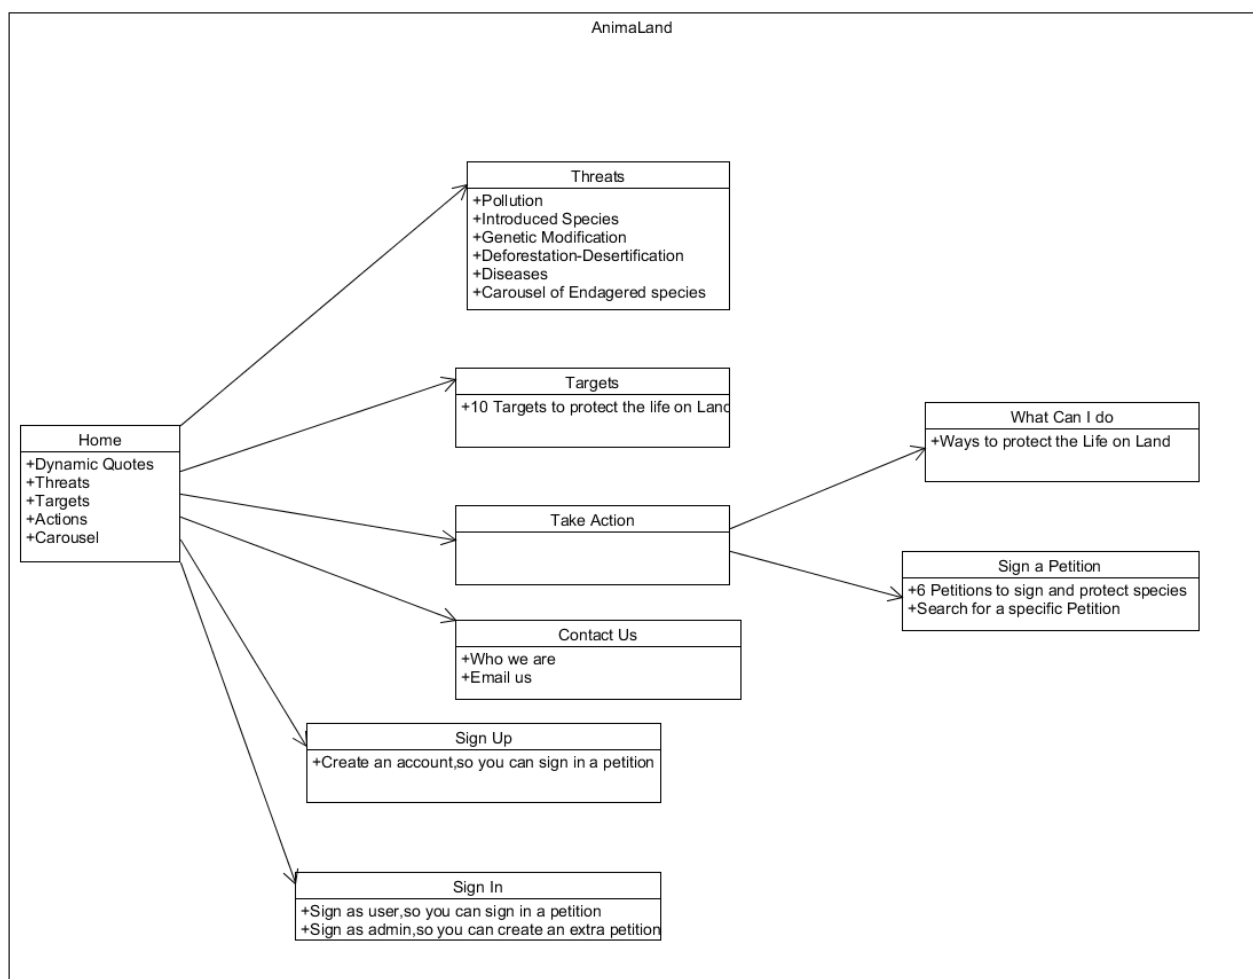 AnimaLand
Threats
+Pollution
+Introduced Species
+Genetic Modification
+Deforestation-Desertification
+Diseases
+Carousel of Endagered species
Targets
+10 Targets to protect the life on Land
Home
+Dynamic Quotes
+Threats
+Targets
+Actions
+Carousel
What Can I do
+Ways to protect the Life on Land
Take Action
Sign a Petition
+6 Petitions to sign and protect species
+Search for a specific Petition
Contact Us
+Who we are
+Email us
Sign Up
+Create an account,so you can sign in a petition
Sign In
+Sign as user,so you can sign in a petition
+Sign as admin,so you can create an extra petition